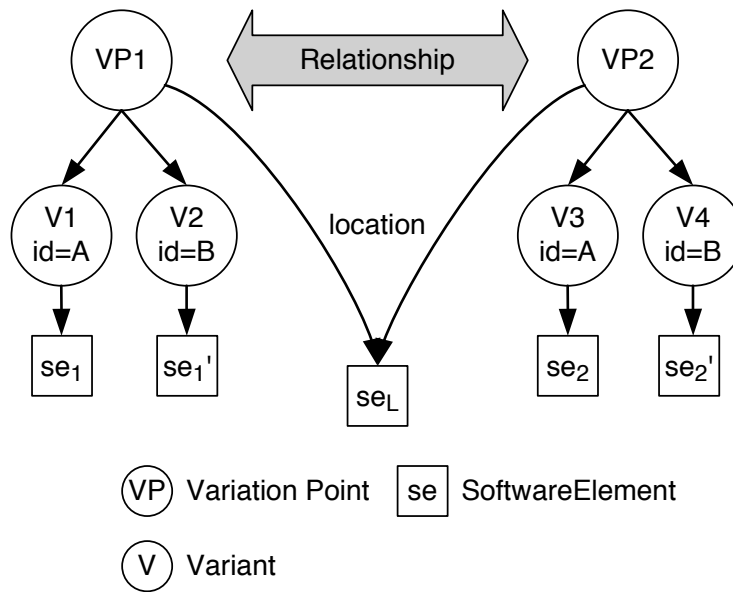 VP1
Relationship
VP2
V1
id=A
V2
id=B
location
V3
id=A
V4
id=B
se1
se1'
seL
se2
se2'
VP Variation Point
se SoftwareElement
V Variant